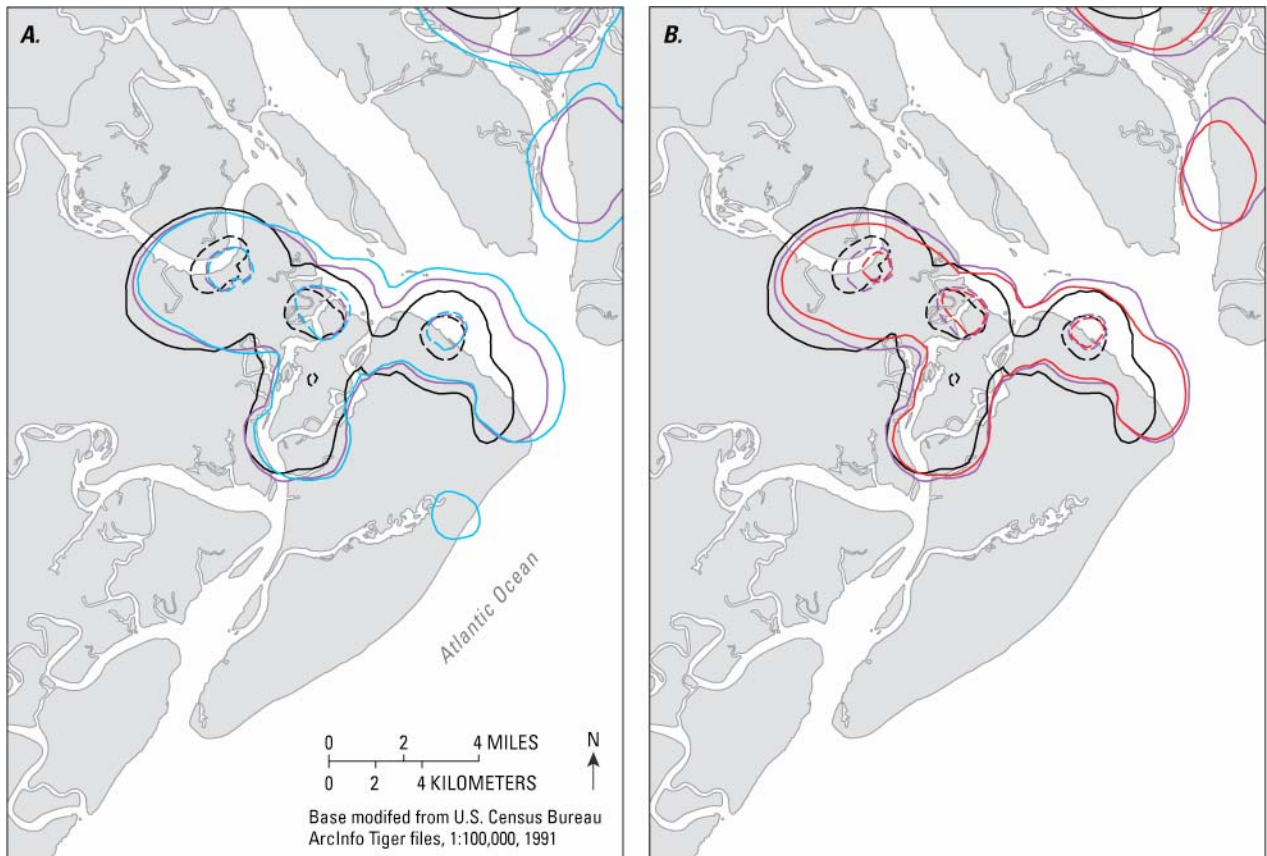 A.
B.
Atlantic Ocean
0 2 4 MILES
N
0 2 4 KILOMETERS
Base modifed from U.S. Census Bureau
ArcInfo Tiger files, 1:100,000, 1991